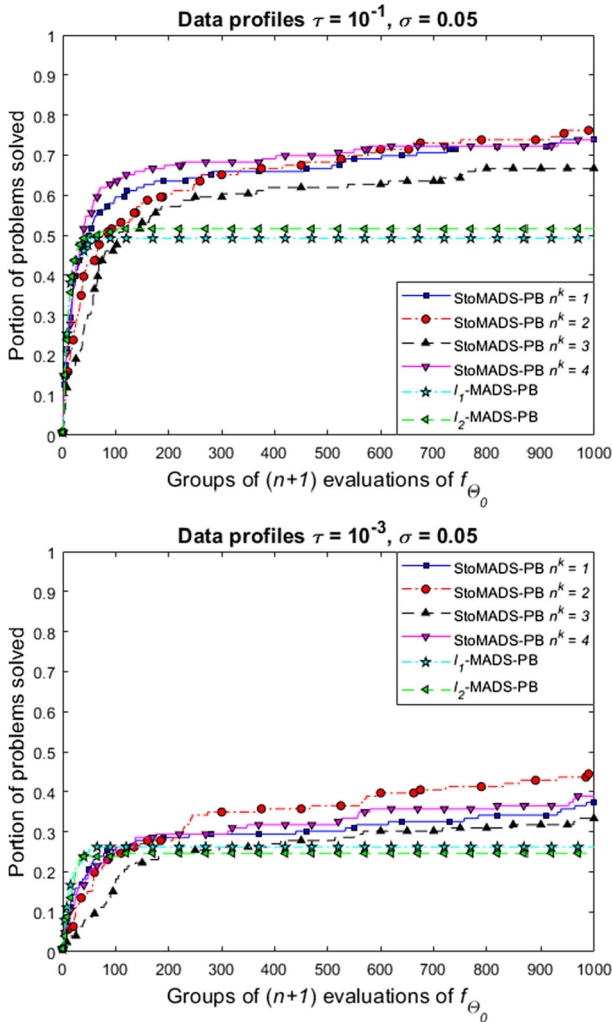 Data profiles τ = 10⁻¹, σ = 0.05
Portion of problems solved
1
0.9
0.8
0.7
0.6
0.5
0.4
0.3
0.2
0.1
0
StoMADS-PB nᵏ = 1
StoMADS-PB nᵏ = 2
StoMADS-PB nᵏ = 3
StoMADS-PB nᵏ = 4
l₁-MADS-PB
l₂-MADS-PB
0 100 200 300 400 500 600 700 800 900 1000
Groups of (n+1) evaluations of f_Θ₀
Data profiles τ = 10⁻³, σ = 0.05
Portion of problems solved
1
0.9
0.8
0.7
0.6
0.5
0.4
0.3
0.2
0.1
0
StoMADS-PB nᵏ = 1
StoMADS-PB nᵏ = 2
StoMADS-PB nᵏ = 3
StoMADS-PB nᵏ = 4
l₁-MADS-PB
l₂-MADS-PB
0 100 200 300 400 500 600 700 800 900 1000
Groups of (n+1) evaluations of f_Θ₀